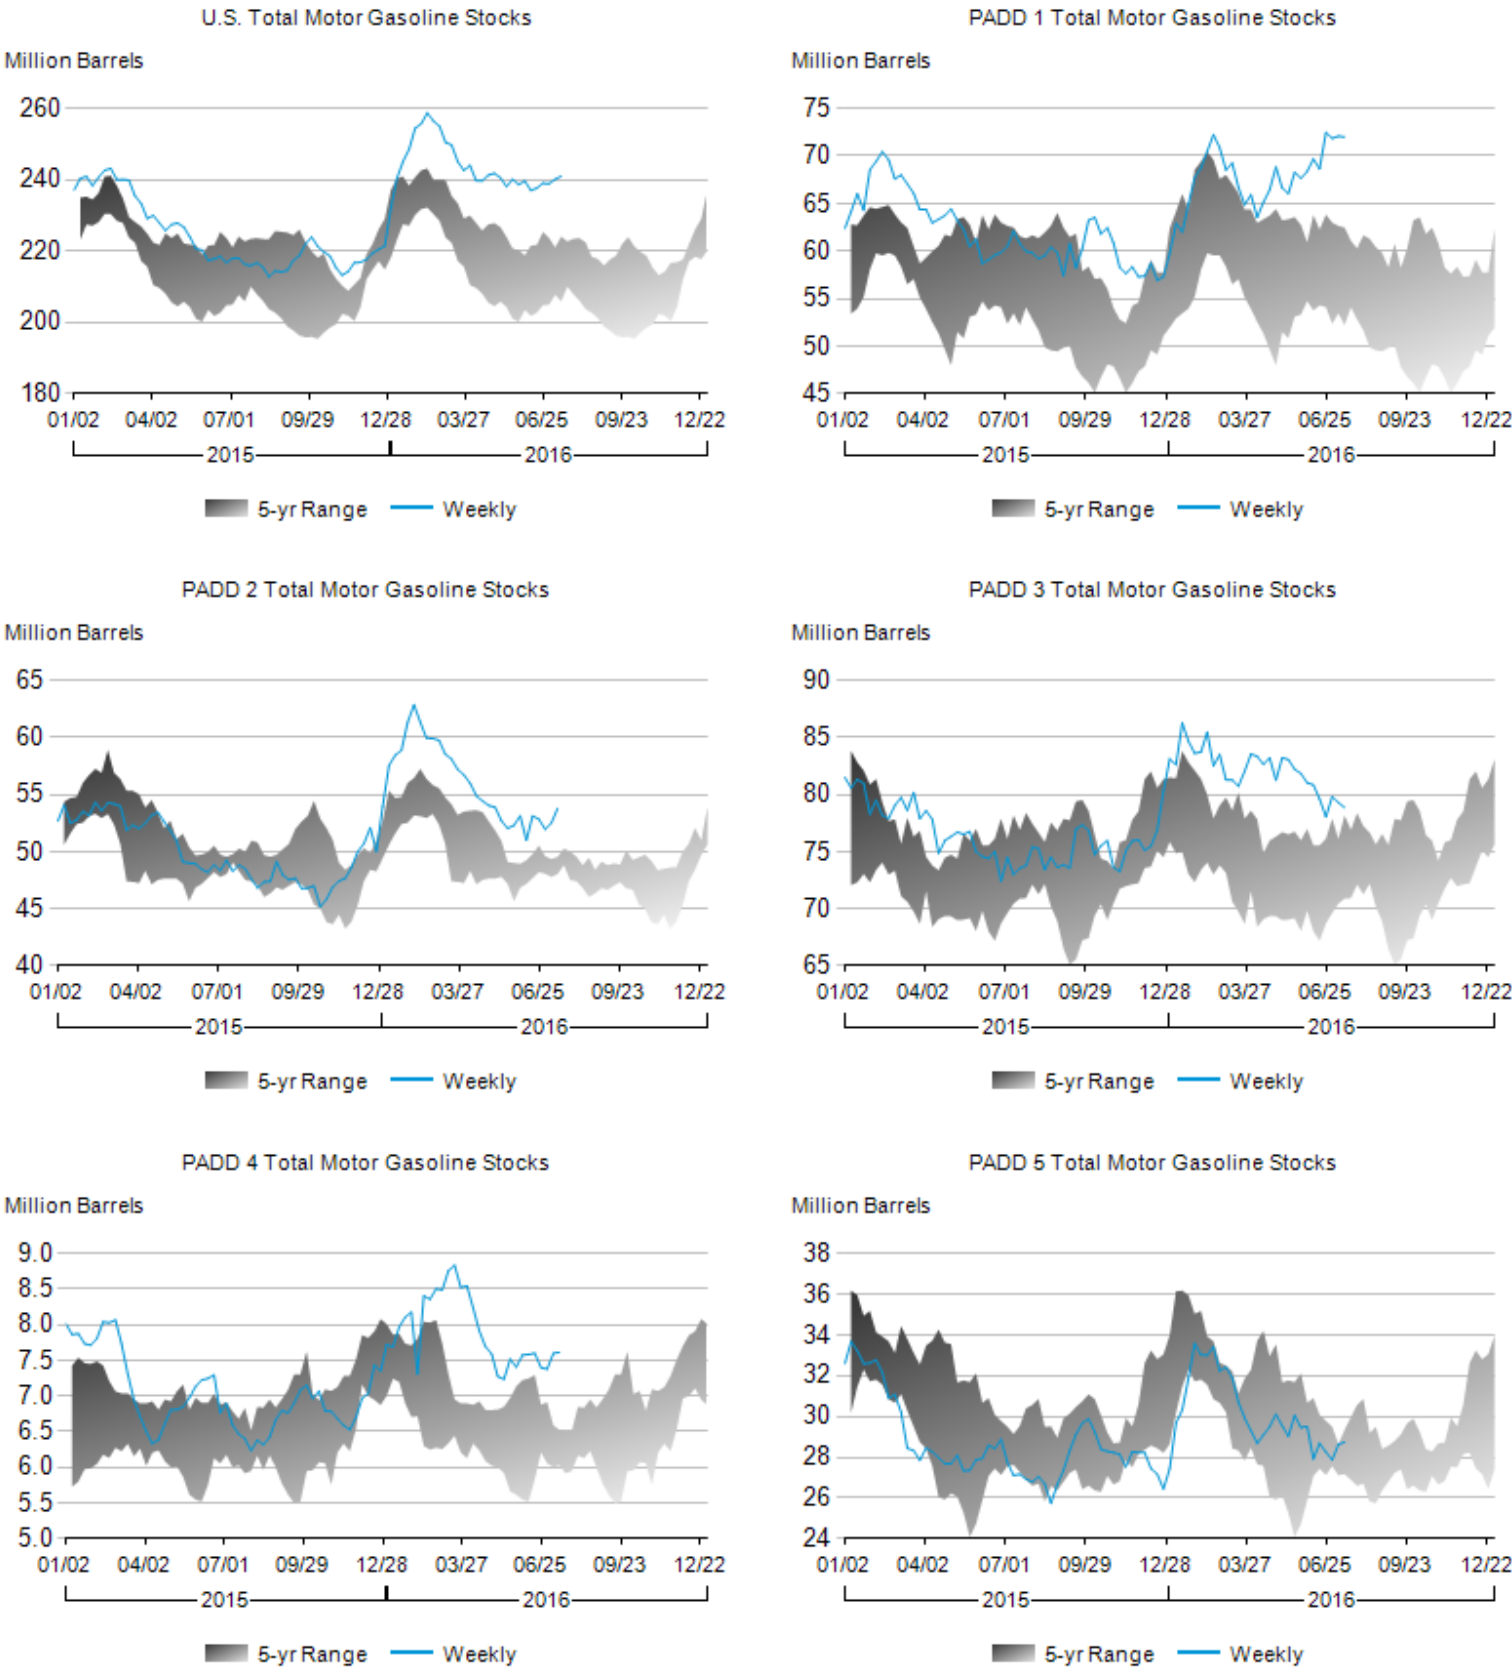 U.S. Total Motor Gasoline Stocks
Million Barrels
260
240
220
200
180
01/02 04/02 07/01 09/29 12/28 03/27 06/25 09/23 12/22
2015 2016
5-yr Range Weekly
PADD 1 Total Motor Gasoline Stocks
Million Barrels
75
70
65
60
55
50
45
01/02 04/02 07/01 09/29 12/28 03/27 06/25 09/23 12/22
2015 2016
5-yr Range Weekly
PADD 2 Total Motor Gasoline Stocks
Million Barrels
65
60
55
50
45
40
01/02 04/02 07/01 09/29 12/28 03/27 06/25 09/23 12/22
2015 2016
5-yr Range Weekly
PADD 3 Total Motor Gasoline Stocks
Million Barrels
90
85
80
75
70
65
01/02 04/02 07/01 09/29 12/28 03/27 06/25 09/23 12/22
2015 2016
5-yr Range Weekly
PADD 4 Total Motor Gasoline Stocks
Million Barrels
9.0
8.5
8.0
7.5
7.0
6.5
6.0
5.5
5.0
01/02 04/02 07/01 09/29 12/28 03/27 06/25 09/23 12/22
2015 2016
5-yr Range Weekly
PADD 5 Total Motor Gasoline Stocks
Million Barrels
38
36
34
32
30
28
26
24
01/02 04/02 07/01 09/29 12/28 03/27 06/25 09/23 12/22
2015 2016
5-yr Range Weekly